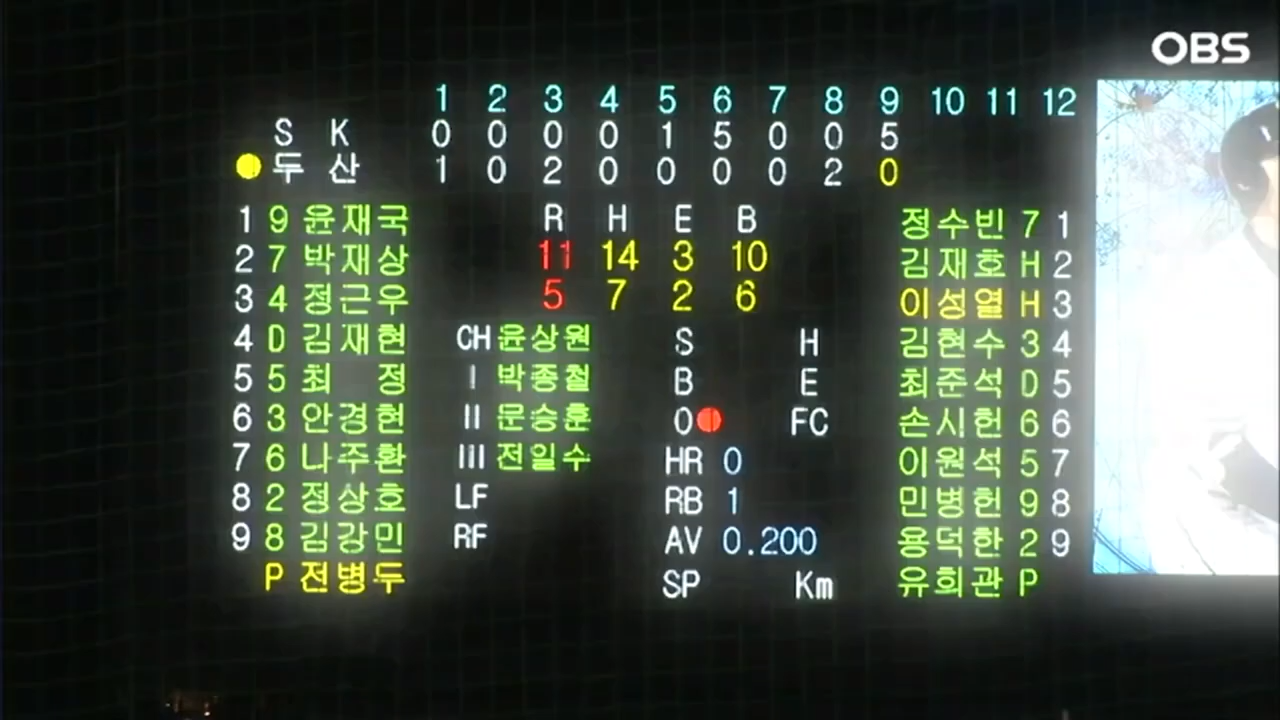 OBS
1 2 3 4 5 6 7 8 9 10 11 12
S K 0 0 0 0 1 5 0 0 5
두 산 1 0 2 0 0 0 0 2 0
R H E B
11 14 3 10
5 7 2 6
1 9 윤재국
2 7 박재상
3 4 정근우
4 D 김재현
5 5 최 정
6 3 안경현
7 6 나주환
8 2 정상호
9 8 김강민
P 전병두
CH 윤상원
I 박종철
II 문승훈
III 전일수
LF
RF
S H
B E
O FC
HR 0
RB 1
AV 0.200
SP Km
정수빈 7 1
김재호 H 2
이성열 H 3
김현수 3 4
최준석 D 5
손시헌 6 6
이원석 5 7
민병헌 9 8
용덕한 2 9
유희관 P